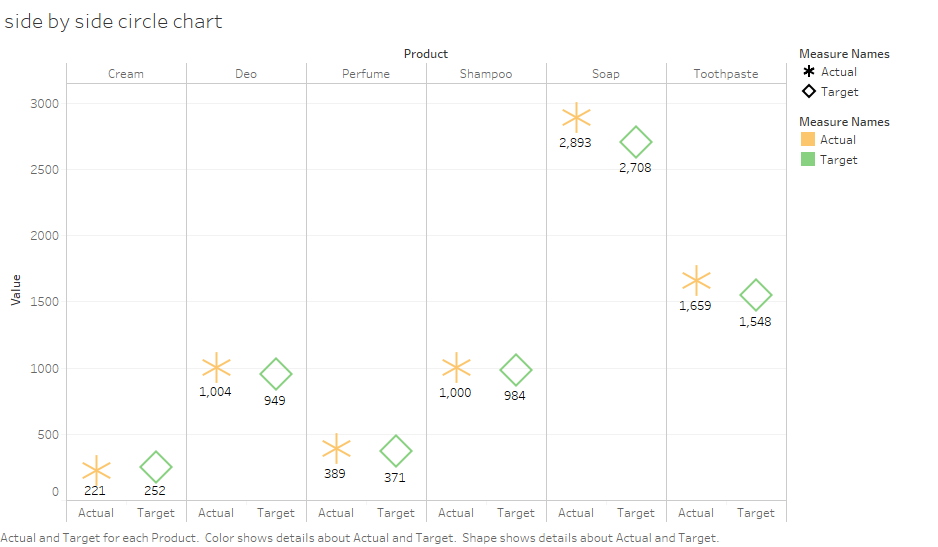 side by side circle chart
Product
Cream Deo Perfume Shampoo Soap Toothpaste
Measure Names
Actual
Target
Measure Names
Actual
Target
Value
3000
2500
2000
1500
1000
500
0
2,893
2,708
1,659
1,548
1,004
949
1,000
984
389
371
221
252
Actual Target Actual Target Actual Target Actual Target Actual Target Actual Target
Actual and Target for each Product. Color shows details about Actual and Target. Shape shows details about Actual and Target.